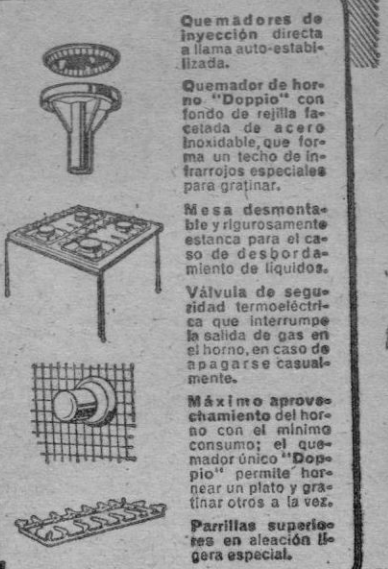 Quemadores de
inyección directa
a llama auto-estabi-
lizada.
Quemador de hor-
no "Doppio" con
fondo de rejilla fa-
cetada de acero
inoxidable, que for-
ma un techo de in-
frarrojos especiales
para gratinar.
Mesa desmonta-
ble y rigurosamente
estanca para el ca-
so de desborda-
miento de líquidos.
Válvula de segu-
ridad termoeléctri-
ca que interrumpe
la salida de gas en
el horno, en caso de
apagarse casual-
mente.
Máximo aprove-
chamiento del hor-
no con el mínimo
consumo; el que-
mador único "Dop-
pio" permite hor-
near un plato y gra-
tinar otros a la vez.
Parrillas superio-
res en aleación li-
gera especial.